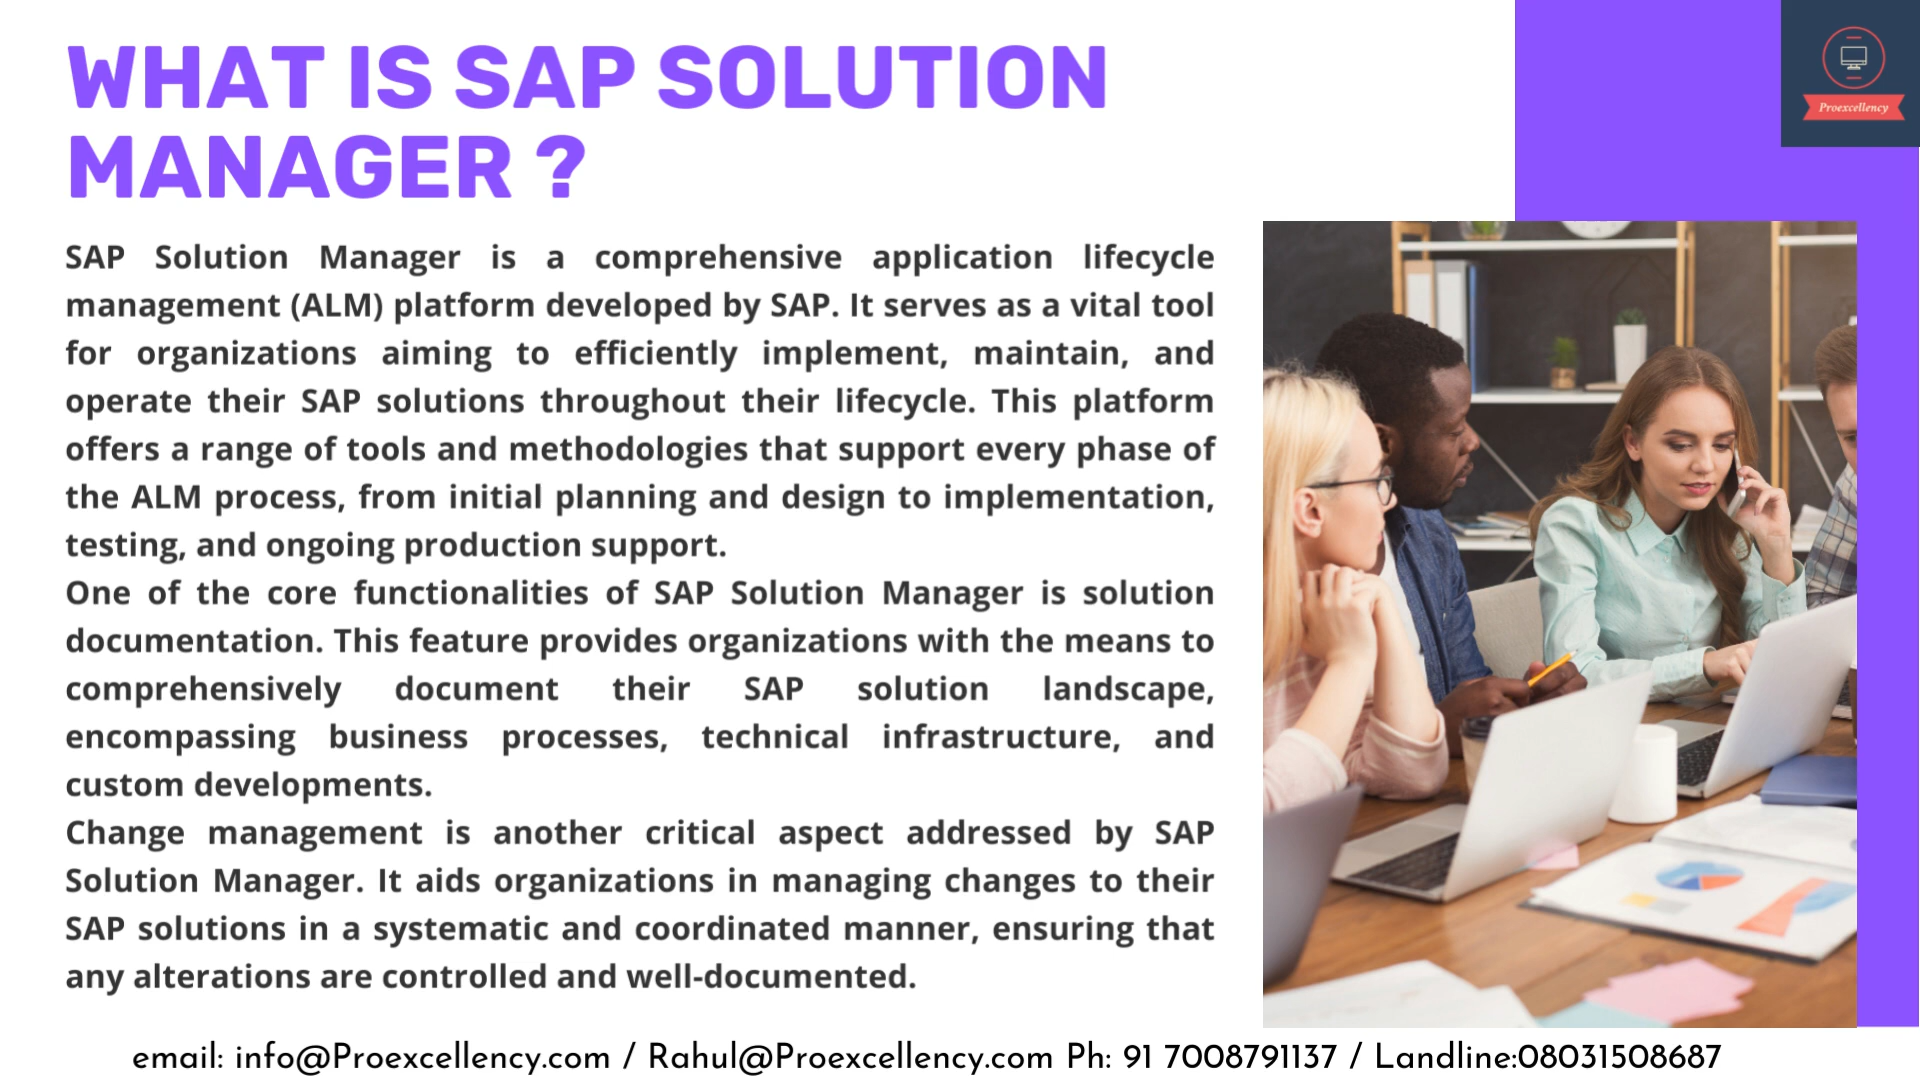 WHAT IS SAP SOLUTION
MANAGER ?
Proexcellency
SAP Solution Manager is a comprehensive application lifecycle
management (ALM) platform developed by SAP. It serves as a vital tool
for organizations aiming to efficiently implement, maintain, and
operate their SAP solutions throughout their lifecycle. This platform
offers a range of tools and methodologies that support every phase of
the ALM process, from initial planning and design to implementation,
testing, and ongoing production support.
One of the core functionalities of SAP Solution Manager is solution
documentation. This feature provides organizations with the means to
comprehensively document their SAP solution landscape,
encompassing business processes, technical infrastructure, and
custom developments.
Change management is another critical aspect addressed by SAP
Solution Manager. It aids organizations in managing changes to their
SAP solutions in a systematic and coordinated manner, ensuring that
any alterations are controlled and well-documented.
email: info@Proexcellency.com / Rahul@Proexcellency.com Ph: 91 7008791137 / Landline:08031508687